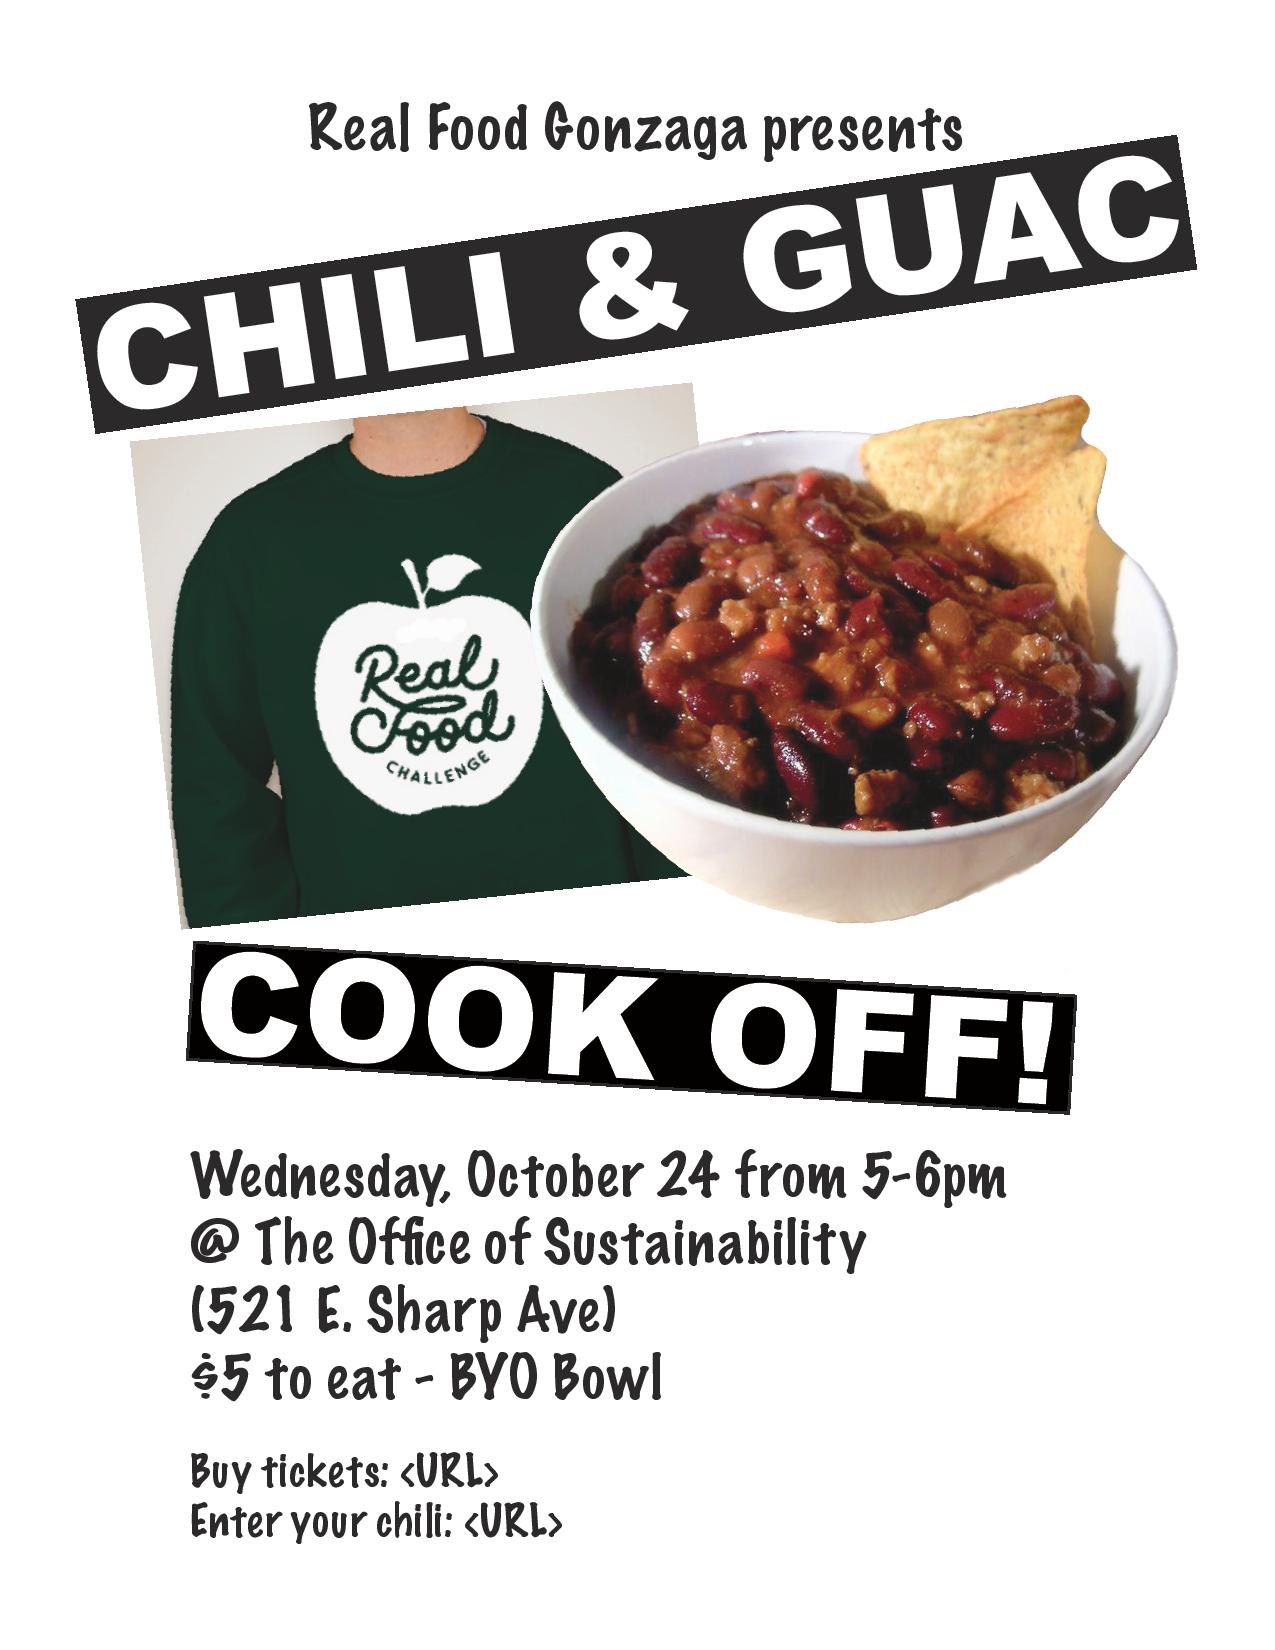 Real Food Gonzaga presents
CHILI & GUAC
Real
Food
CHALLENGE
COOK OFF!
Wednesday, October 24 from 5-6pm
@ The Office of Sustainability
(521 E. Sharp Ave)
$5 to eat - BYO Bowl
Buy tickets: <URL>
Enter your chili: <URL>